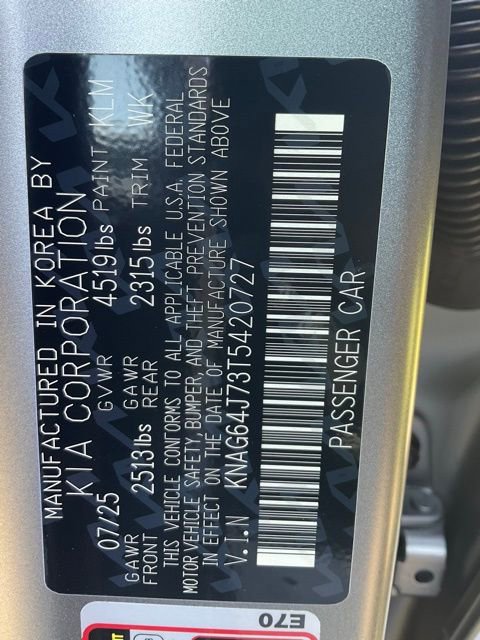 MANUFACTURED IN KOREA BY
KIA CORPORATION
07/25 GVWR 4519lbs PAINT KLM
GAWR FRONT 2513lbs GAWR REAR 2315lbs TRIM WK
THIS VEHICLE CONFORMS TO ALL APPLICABLE U.S.A. FEDERAL
MOTOR VEHICLE SAFETY, BUMPER, AND THEFT PREVENTION STANDARDS
IN EFFECT ON THE DATE OF MANUFACTURE SHOWN ABOVE
V.I.N KNAG64J73T5420727
PASSENGER CAR
E70